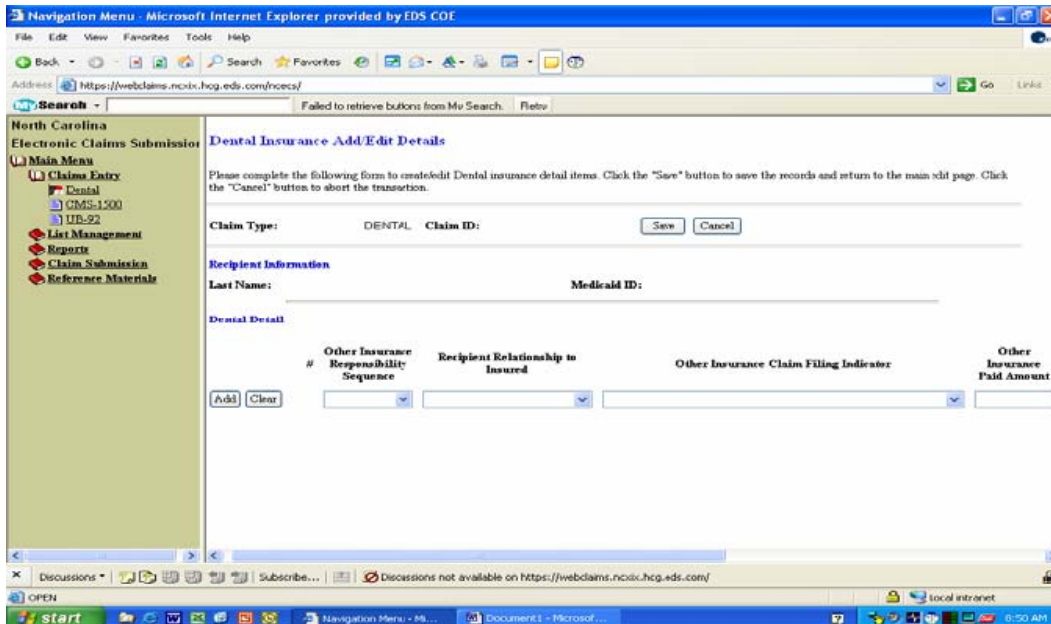 Navigation Menu - Microsoft Internet Explorer provided by EDS COE
File Edit View Favorites Tools Help
Back Search Favorites
Address https://webclaims.ncxix.hcg.eds.com/ncecs/ Go Links
Search Failed to retrieve buttons from My Search. Retry
North Carolina
Electronic Claims Submission
Main Menu
Claims Entry
Dental
CMS-1500
UB-92
List Management
Reports
Claim Submission
Reference Materials
Dental Insurance Add/Edit Details
Please complete the following form to create/edit Dental insurance detail items. Click the "Save" button to save the records and return to the main edit page. Click
the "Cancel" button to abort the transaction.
Claim Type: DENTAL Claim ID: Save Cancel
Recipient Information
Last Name: Medicaid ID:
Dental Detail
# Other Insurance Responsibility Sequence Recipient Relationship to Insured Other Insurance Claim Filing Indicator Other Insurance Paid Amount
Add Clear
Discussions Subscribe... Discussions not available on https://webclaims.ncxix.hcg.eds.com/
OPEN Local intranet
start Navigation Menu - Mi... Document1 - Microsof... 6:50 AM